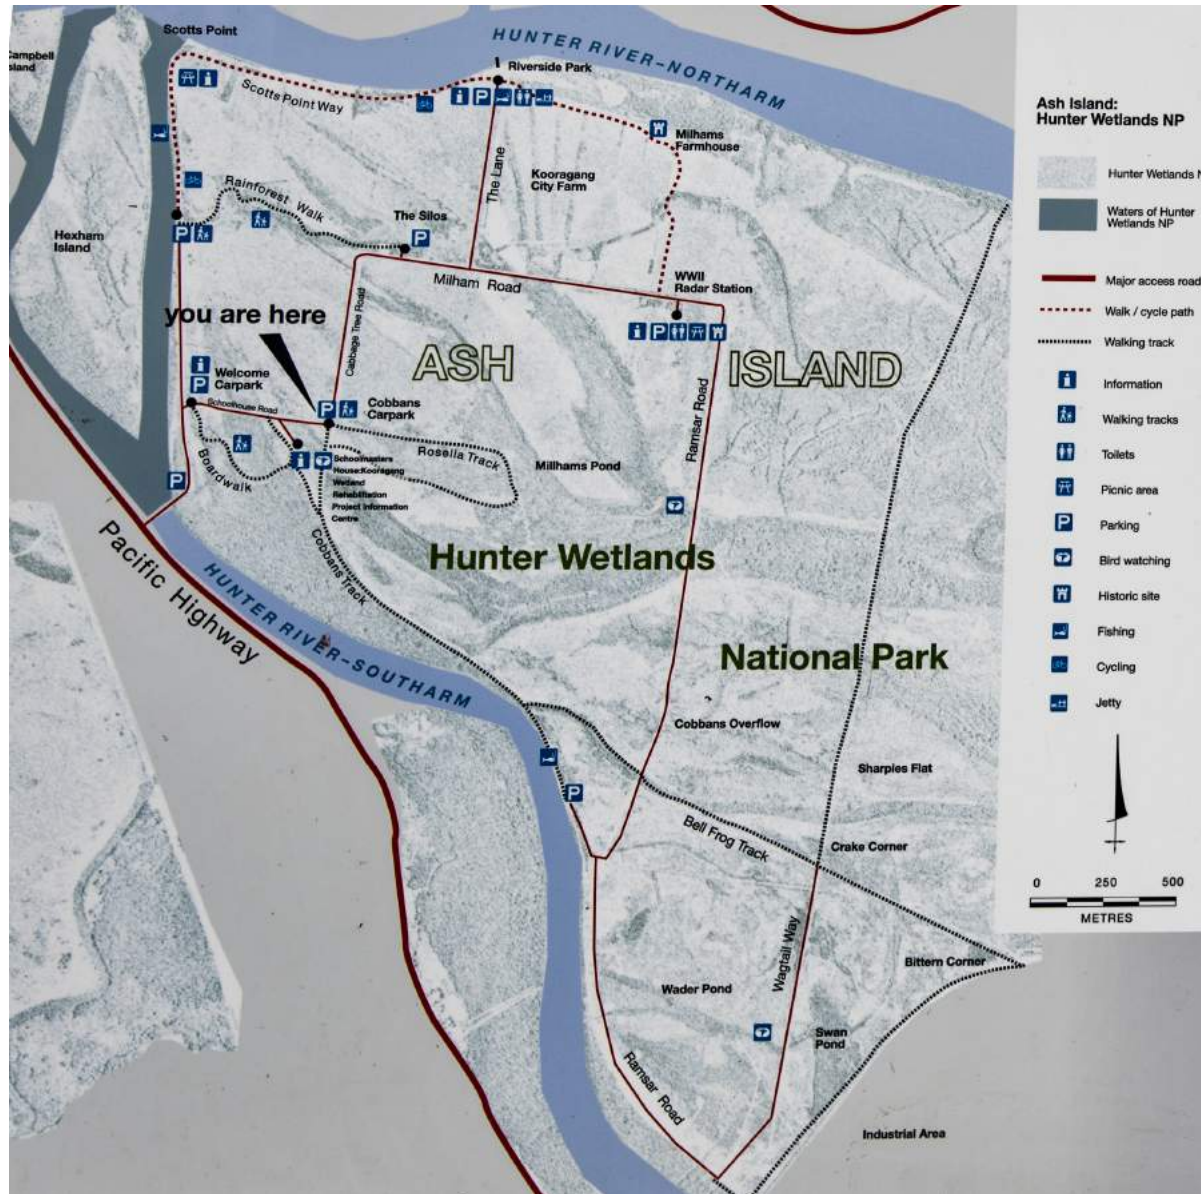 Scotts Point
Campbell
Island
HUNTER RIVER-NORTHARM
Riverside Park
Scotts Point Way
Milhams
Farmhouse
The Lane
Kooragang
City Farm
Rainforest Walk
The Silos
Hexham
Island
Milham Road
WWII
Radar Station
you are here
Cabbage Tree Road
ASH ISLAND
Welcome
Carpark
Schoolhouse Road
Cobbans
Carpark
Ramsar Road
Boardwalk
Rosella Track
Millhams Pond
Schoolmasters
House:Kooragang
Wetland
Rehabilitation
Project Information
Centre
Cobbans Track
Pacific Highway
HUNTER RIVER-SOUTHARM
Hunter Wetlands
National Park
Cobbans Overflow
Sharples Flat
Bell Frog Track
Crake Corner
Wagtail Way
Bittern Corner
Wader Pond
Swan
Pond
Ramsar Road
Industrial Area
Ash Island:
Hunter Wetlands NP
Hunter Wetlands N
Waters of Hunter
Wetlands NP
Major access road
Walk / cycle path
Walking track
Information
Walking tracks
Toilets
Picnic area
Parking
Bird watching
Historic site
Fishing
Cycling
Jetty
0 250 500
METRES